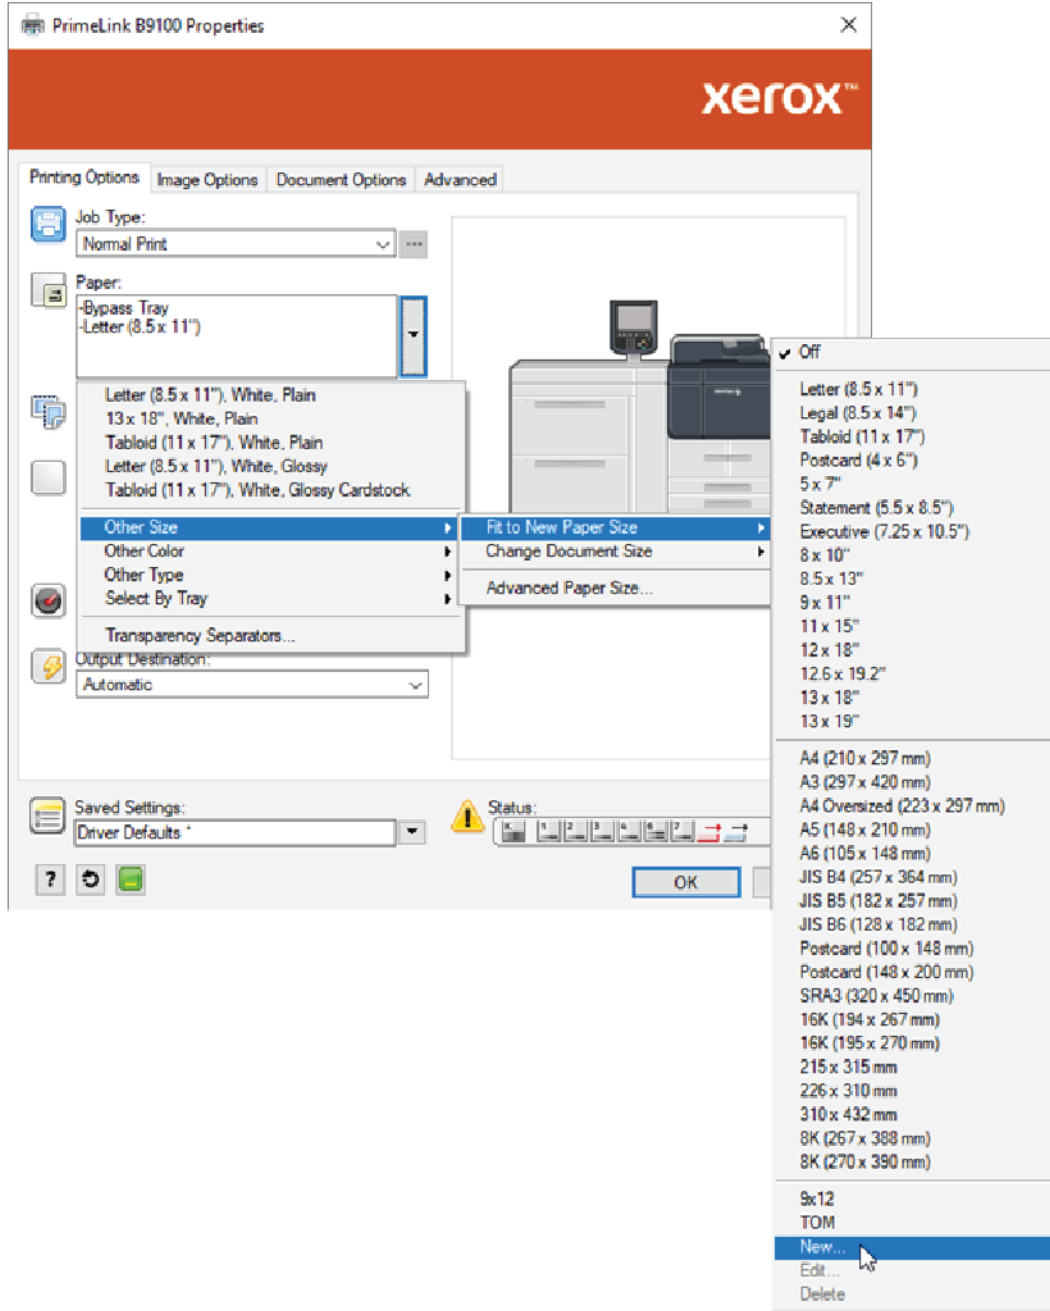 PrimeLink B9100 Properties
xerox™
Printing Options
Image Options
Document Options
Advanced
Job Type:
Normal Print
Paper:
-Bypass Tray
-Letter (8.5 x 11")
Letter (8.5 x 11"), White, Plain
13 x 18", White, Plain
Tabloid (11 x 17"), White, Plain
Letter (8.5 x 11"), White, Glossy
Tabloid (11 x 17"), White, Glossy Cardstock
Other Size
Other Color
Other Type
Select By Tray
Transparency Separators...
Fit to New Paper Size
Change Document Size
Advanced Paper Size...
Output Destination:
Automatic
Saved Settings:
Driver Defaults *
Status:
K 1 2 3 4 6 7
?
OK
Off
Letter (8.5 x 11")
Legal (8.5 x 14")
Tabloid (11 x 17")
Postcard (4 x 6")
5 x 7"
Statement (5.5 x 8.5")
Executive (7.25 x 10.5")
8 x 10"
8.5 x 13"
9 x 11"
11 x 15"
12 x 18"
12.6 x 19.2"
13 x 18"
13 x 19"
A4 (210 x 297 mm)
A3 (297 x 420 mm)
A4 Oversized (223 x 297 mm)
A5 (148 x 210 mm)
A6 (105 x 148 mm)
JIS B4 (257 x 364 mm)
JIS B5 (182 x 257 mm)
JIS B6 (128 x 182 mm)
Postcard (100 x 148 mm)
Postcard (148 x 200 mm)
SRA3 (320 x 450 mm)
16K (194 x 267 mm)
16K (195 x 270 mm)
215 x 315 mm
226 x 310 mm
310 x 432 mm
8K (267 x 388 mm)
8K (270 x 390 mm)
9x12
TOM
New...
Edit...
Delete